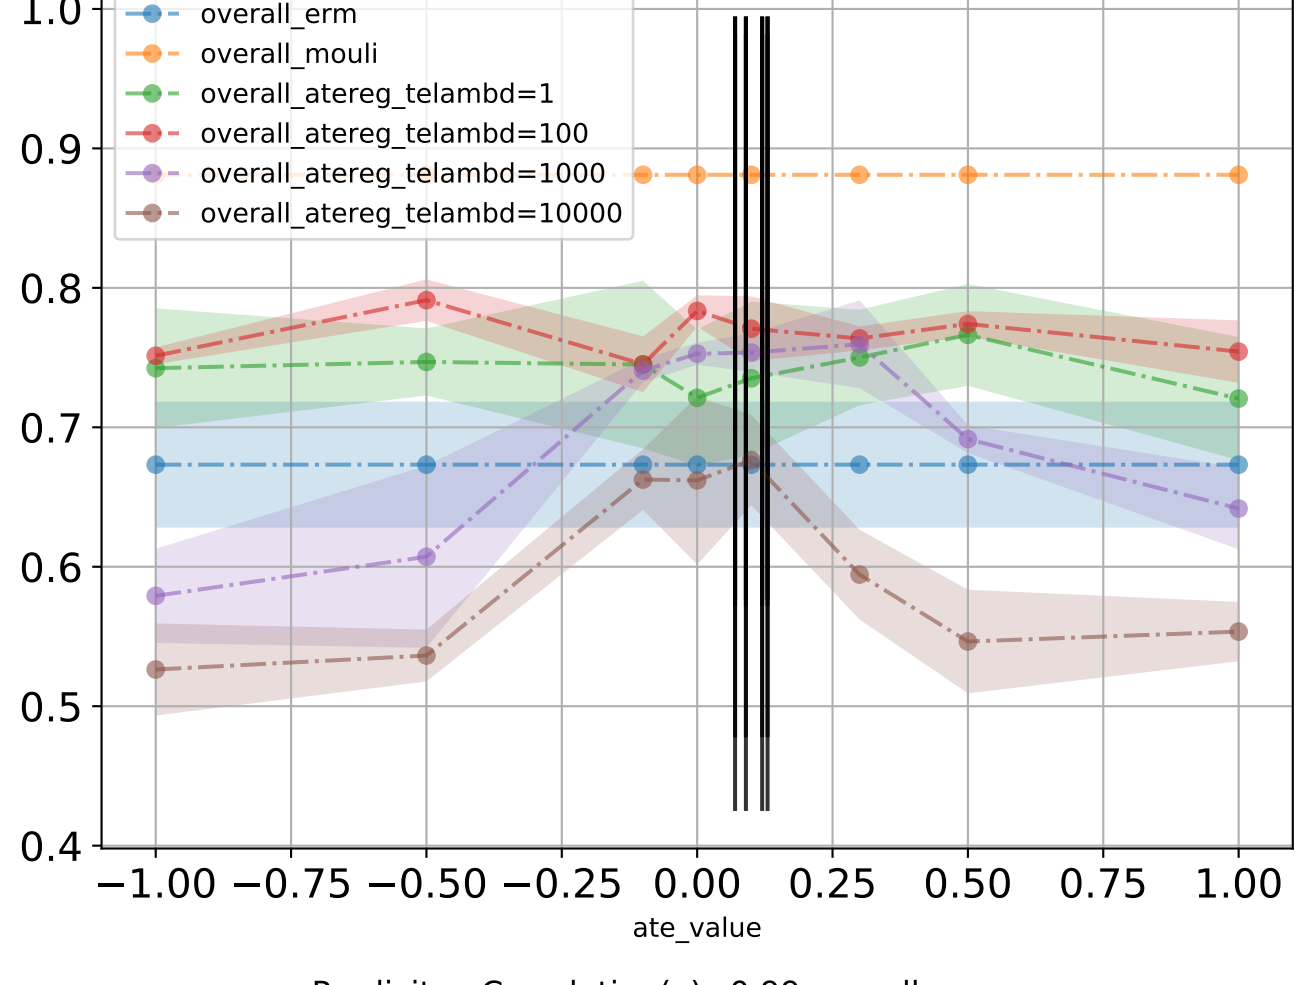 1.0
overall_erm
overall_mouli
overall_atereg_telambd=1
overall_atereg_telambd=100
0.9
overall_atereg_telambd=1000
overall_atereg_telambd=10000
0.8
0.7
0.6
0.5
0.4
−1.00 −0.75 −0.50 −0.25 0.00 0.25 0.50 0.75 1.00
ate_value